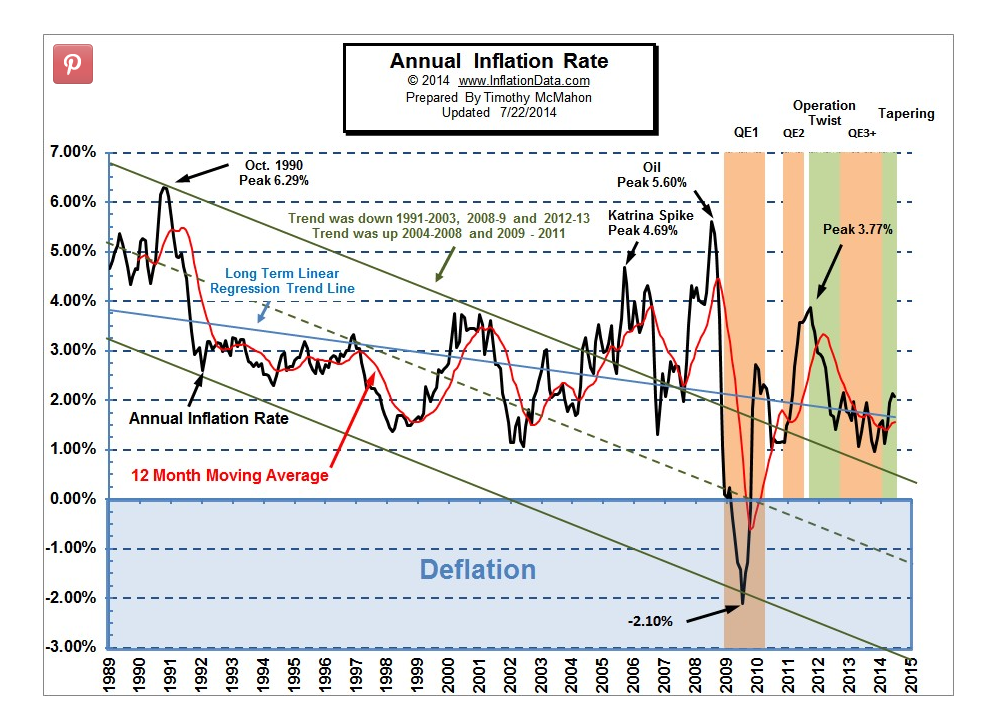 Annual Inflation Rate
© 2014 www.InflationData.com
Prepared By Timothy McMahon
Updated 7/22/2014
Operation
Twist
Tapering
QE1
QE2
QE3+
7.00%
6.00%
5.00%
4.00%
3.00%
2.00%
1.00%
0.00%
-1.00%
-2.00%
-3.00%
Oct. 1990
Peak 6.29%
Oil
Peak 5.60%
Trend was down 1991-2003, 2008-9 and 2012-13
Trend was up 2004-2008 and 2009 - 2011
Katrina Spike
Peak 4.69%
Peak 3.77%
Long Term Linear
Regression Trend Line
Annual Inflation Rate
12 Month Moving Average
Deflation
-2.10%
1989
1990
1991
1992
1993
1994
1995
1996
1997
1998
1999
2000
2001
2002
2003
2004
2005
2006
2007
2008
2009
2010
2011
2012
2013
2014
2015